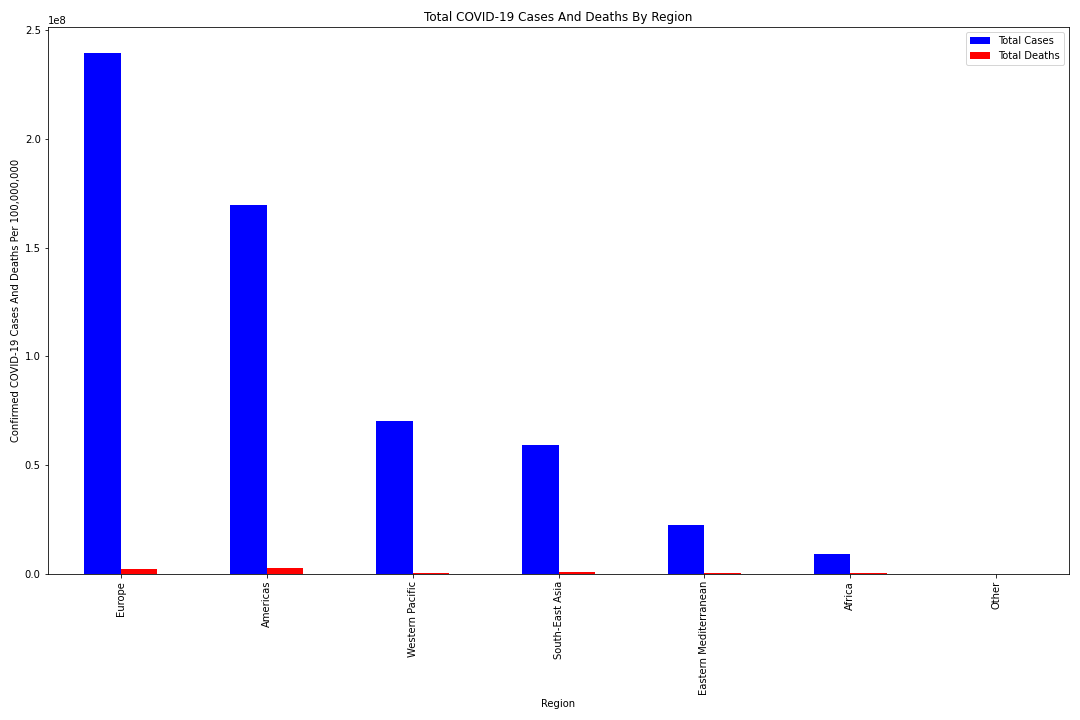 Total COVID-19 Cases And Deaths By Region
1e8
2.5
2.0
1.5
1.0
0.5
0.0
Confirmed COVID-19 Cases And Deaths Per 100,000,000
Total Cases
Total Deaths
Europe
Americas
Western Pacific
South-East Asia
Eastern Mediterranean
Africa
Other
Region